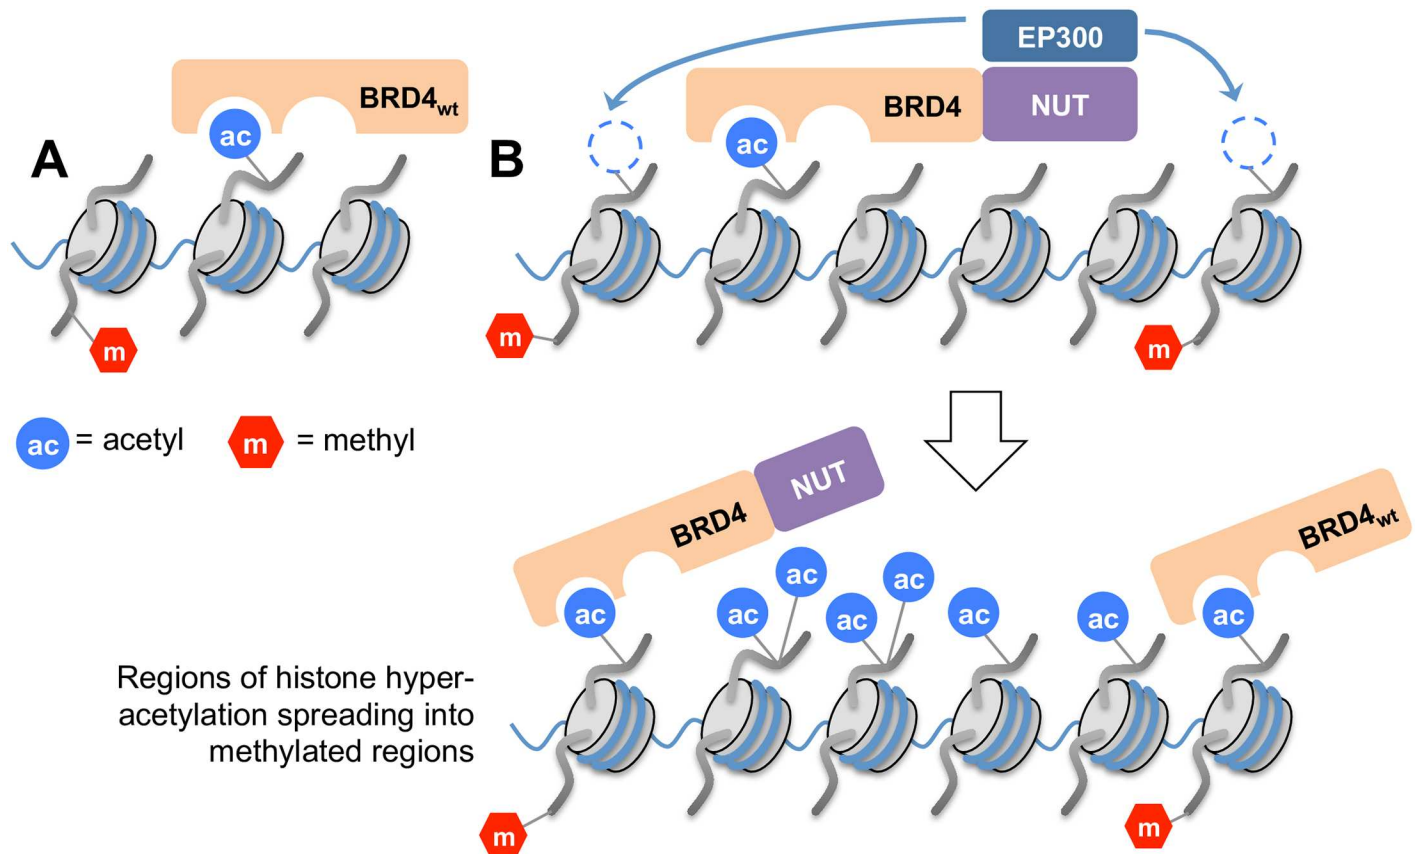 A
BRD4wt
ac
m
ac = acetyl
m = methyl
B
EP300
BRD4
NUT
ac
m
m
BRD4
NUT
BRD4wt
ac
ac
ac
ac
ac
ac
ac
ac
Regions of histone hyper-
acetylation spreading into
methylated regions
m
m